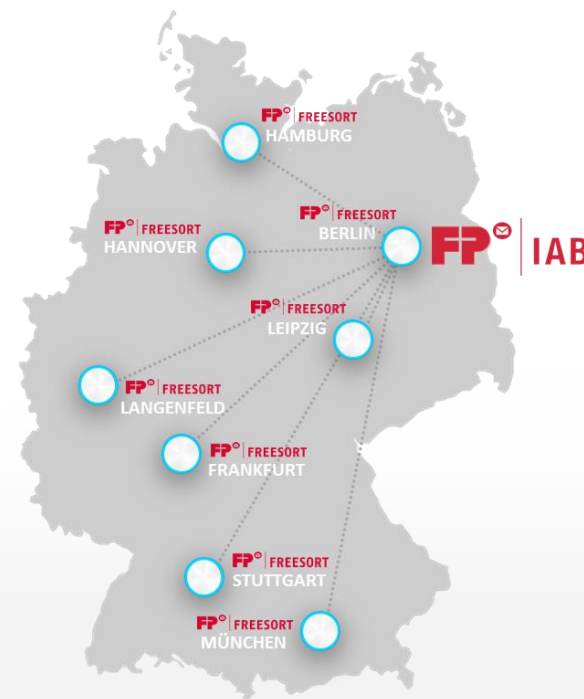 FP FREESORT
HAMBURG
FP FREESORT
BERLIN
FP IAB
FP FREESORT
HANNOVER
FP FREESORT
LEIPZIG
FP FREESORT
LANGENFELD
FP FREESORT
FRANKFURT
FP FREESORT
STUTTGART
FP FREESORT
MÜNCHEN